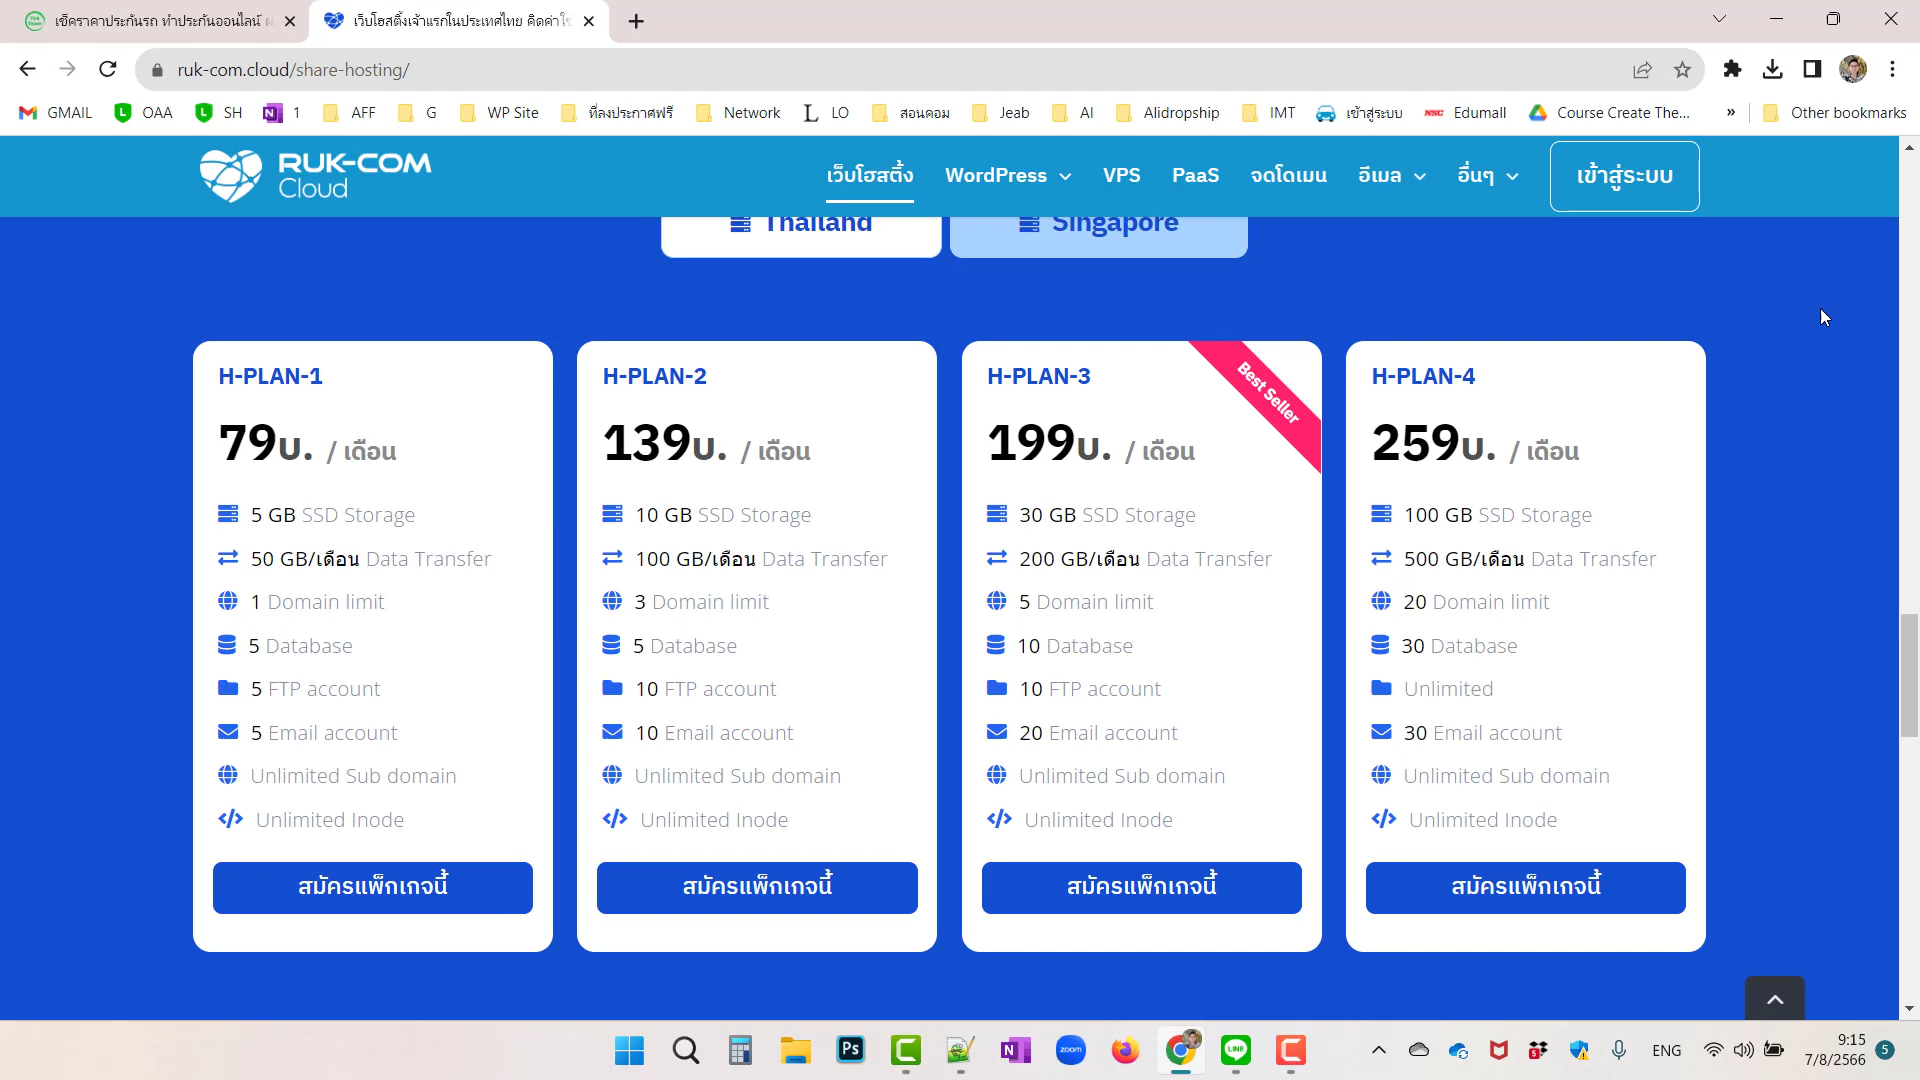 เช็คราคาประกันรถ ทำประกันออนไลน์
เว็บโฮสติ้งเจ้าแรกในประเทศไทย คิดค่าใช้
ruk-com.cloud/share-hosting/
GMAIL OAA SH 1 AFF G WP Site ที่ลงประกาศฟรี Network LO สอนคอม Jeab AI Alidropship IMT เข้าสู่ระบบ NSC Edumall Course Create The... » Other bookmarks
RUK-COM
Cloud
เว็บโฮสติ้ง WordPress VPS PaaS จดโดเมน อีเมล อื่นๆ เข้าสู่ระบบ
Thailand Singapore
H-PLAN-1
79บ. / เดือน
5 GB SSD Storage
50 GB/เดือน Data Transfer
1 Domain limit
5 Database
5 FTP account
5 Email account
Unlimited Sub domain
Unlimited Inode
สมัครแพ็กเกจนี้
H-PLAN-2
139บ. / เดือน
10 GB SSD Storage
100 GB/เดือน Data Transfer
3 Domain limit
5 Database
10 FTP account
10 Email account
Unlimited Sub domain
Unlimited Inode
สมัครแพ็กเกจนี้
H-PLAN-3
Best Seller
199บ. / เดือน
30 GB SSD Storage
200 GB/เดือน Data Transfer
5 Domain limit
10 Database
10 FTP account
20 Email account
Unlimited Sub domain
Unlimited Inode
สมัครแพ็กเกจนี้
H-PLAN-4
259บ. / เดือน
100 GB SSD Storage
500 GB/เดือน Data Transfer
20 Domain limit
30 Database
Unlimited
30 Email account
Unlimited Sub domain
Unlimited Inode
สมัครแพ็กเกจนี้
Ps N zoom LINE
ENG
9:15
7/8/2566
5